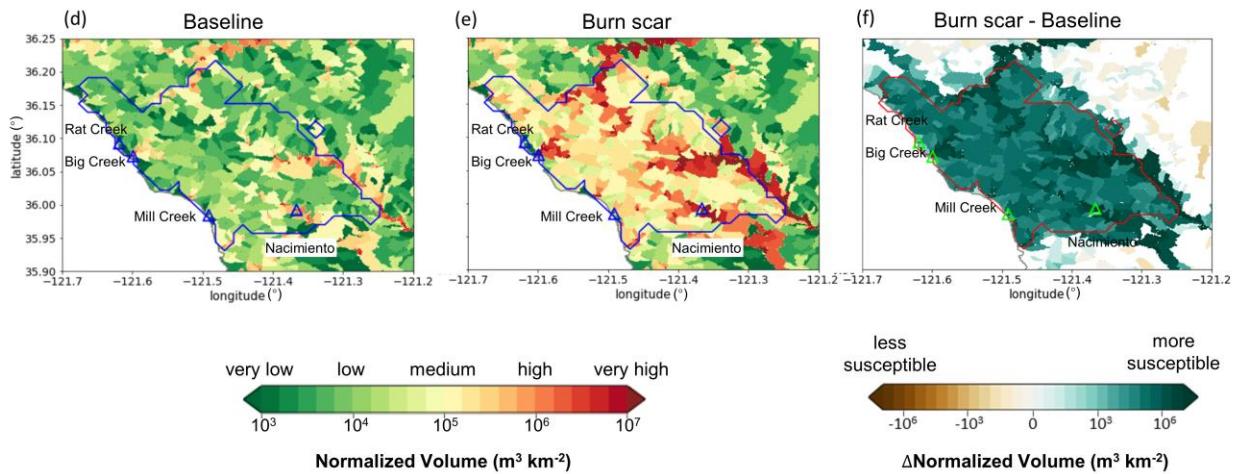 (d) Baseline
(e) Burn scar
(f) Burn scar - Baseline
36.25
36.20
36.15
36.10
36.05
36.00
35.95
35.90
latitude (°)
Rat Creek
Big Creek
Mill Creek
Nacimiento
−121.7 −121.6 −121.5 −121.4 −121.3 −121.2
longitude (°)
Rat Creek
Big Creek
Mill Creek
Nacimiento
−121.7 −121.6 −121.5 −121.4 −121.3 −121.2
longitude (°)
Rat Creek
Big Creek
Mill Creek
Nacimiento
−121.7 −121.6 −121.5 −121.4 −121.3 −121.2
longitude (°)
very low low medium high very high
10³ 10⁴ 10⁵ 10⁶ 10⁷
Normalized Volume (m³ km⁻²)
less susceptible
more susceptible
-10⁶ -10³ 0 10³ 10⁶
ΔNormalized Volume (m³ km⁻²)